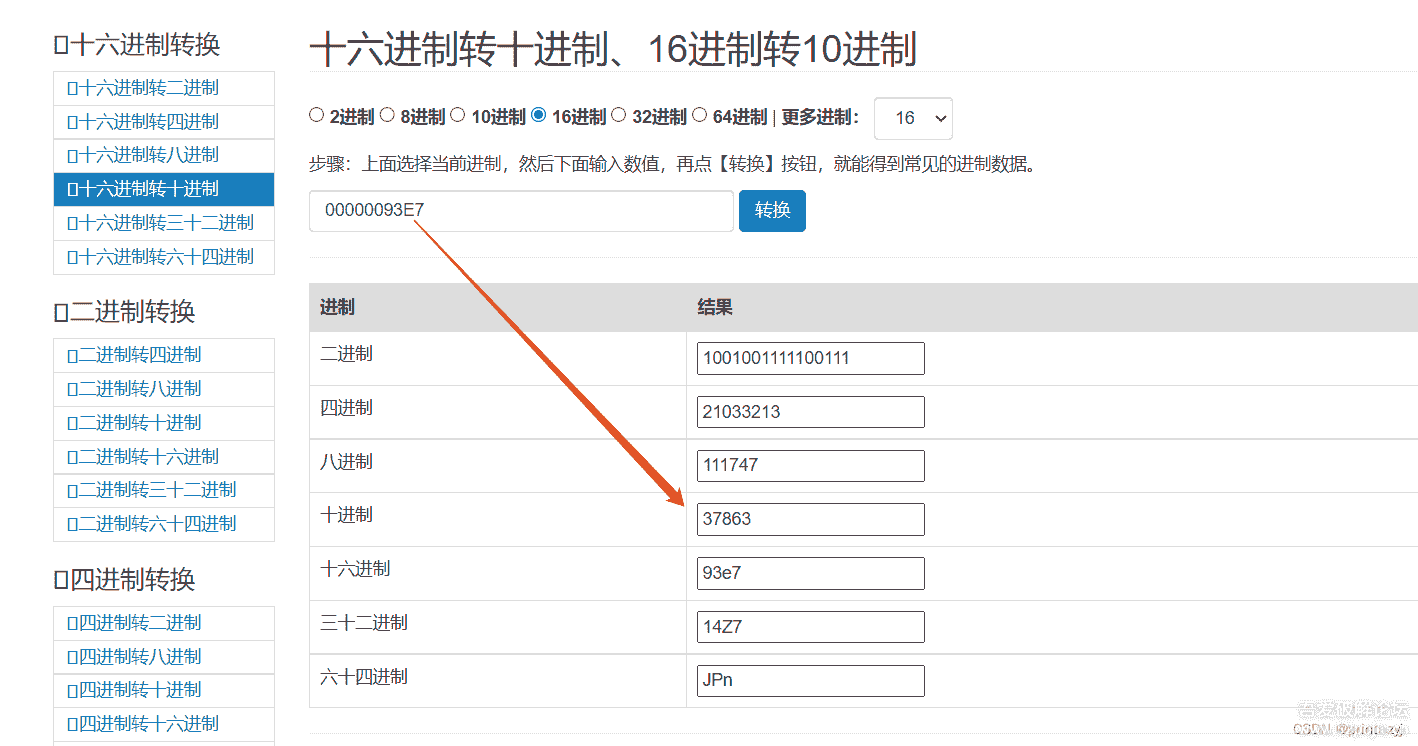 十六进制转换
十六进制转二进制
十六进制转四进制
十六进制转八进制
十六进制转十进制
十六进制转三十二进制
十六进制转六十四进制
二进制转换
二进制转四进制
二进制转八进制
二进制转十进制
二进制转十六进制
二进制转三十二进制
二进制转六十四进制
四进制转换
四进制转二进制
四进制转八进制
四进制转十进制
四进制转十六进制
十六进制转十进制、16进制转10进制
2进制 8进制 10进制 16进制 32进制 64进制 | 更多进制： 16
步骤：上面选择当前进制，然后下面输入数值，再点【转换】按钮，就能得到常见的进制数据。
00000093E7 转换
进制 结果
二进制 1001001111100111
四进制 21033213
八进制 111747
十进制 37863
十六进制 93e7
三十二进制 14Z7
六十四进制 JPn
吾爱破解论坛